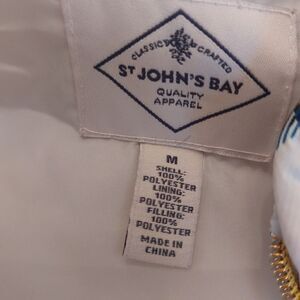 CLASSIC CRAFTED
ST JOHN'S BAY
QUALITY
APPAREL
M
SHELL:
100%
POLYESTER
LINING:
100%
POLYESTER
FILLING:
100%
POLYESTER
MADE IN
CHINA